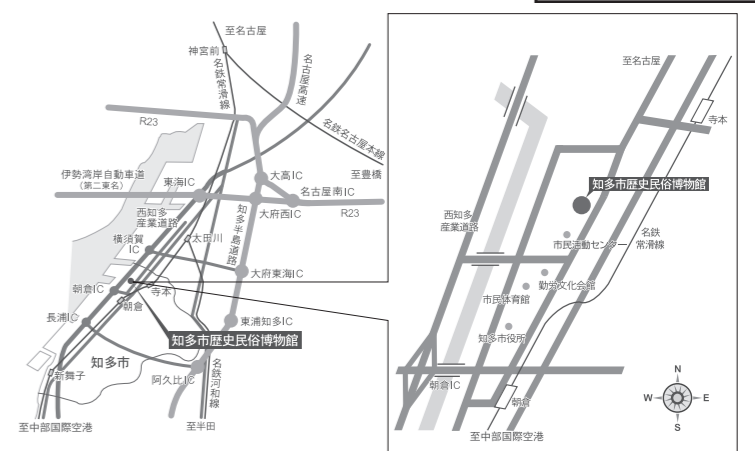 至名古屋
神宮前
名鉄常滑線
名古屋高速
R23
名鉄名古屋本線
伊勢湾岸自動車道
(第二東名)
東海IC
大高IC
至豊橋
名古屋南IC
大府西IC
R23
西知多
産業道路
知多半島道路
横須賀
IC
太田川
大府東海IC
朝倉IC
寺本
朝倉
長浦IC
東浦知多IC
知多市歴史民俗博物館
知多市
新舞子
阿久比IC
名鉄河和線
至中部国際空港
至半田
至名古屋
寺本
知多市歴史民俗博物館
西知多
産業道路
市民活動センター
名鉄
常滑線
勤労文化会館
市民体育館
知多市役所
朝倉IC
朝倉
至中部国際空港
N
W
E
S